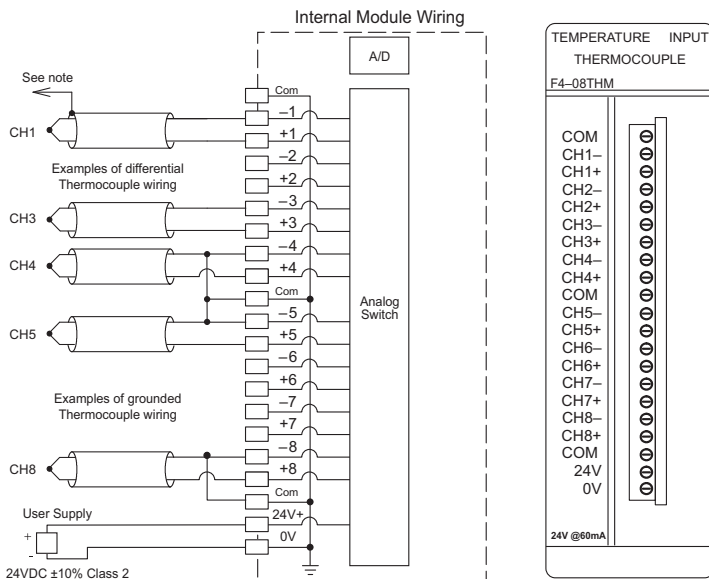 Internal Module Wiring
A/D
See note
Com
–1
CH1
+1
–2
Examples of differential
Thermocouple wiring
+2
–3
CH3
+3
–4
CH4
+4
Com
Analog
Switch
–5
CH5
+5
–6
+6
Examples of grounded
Thermocouple wiring
–7
+7
–8
CH8
+8
Com
User Supply
24V+
+
0V
-
24VDC ±10% Class 2
TEMPERATURE INPUT
THERMOCOUPLE
F4–08THM
COM
CH1–
CH1+
CH2–
CH2+
CH3–
CH3+
CH4–
CH4+
COM
CH5–
CH5+
CH6–
CH6+
CH7–
CH7+
CH8–
CH8+
COM
24V
0V
24V @60mA